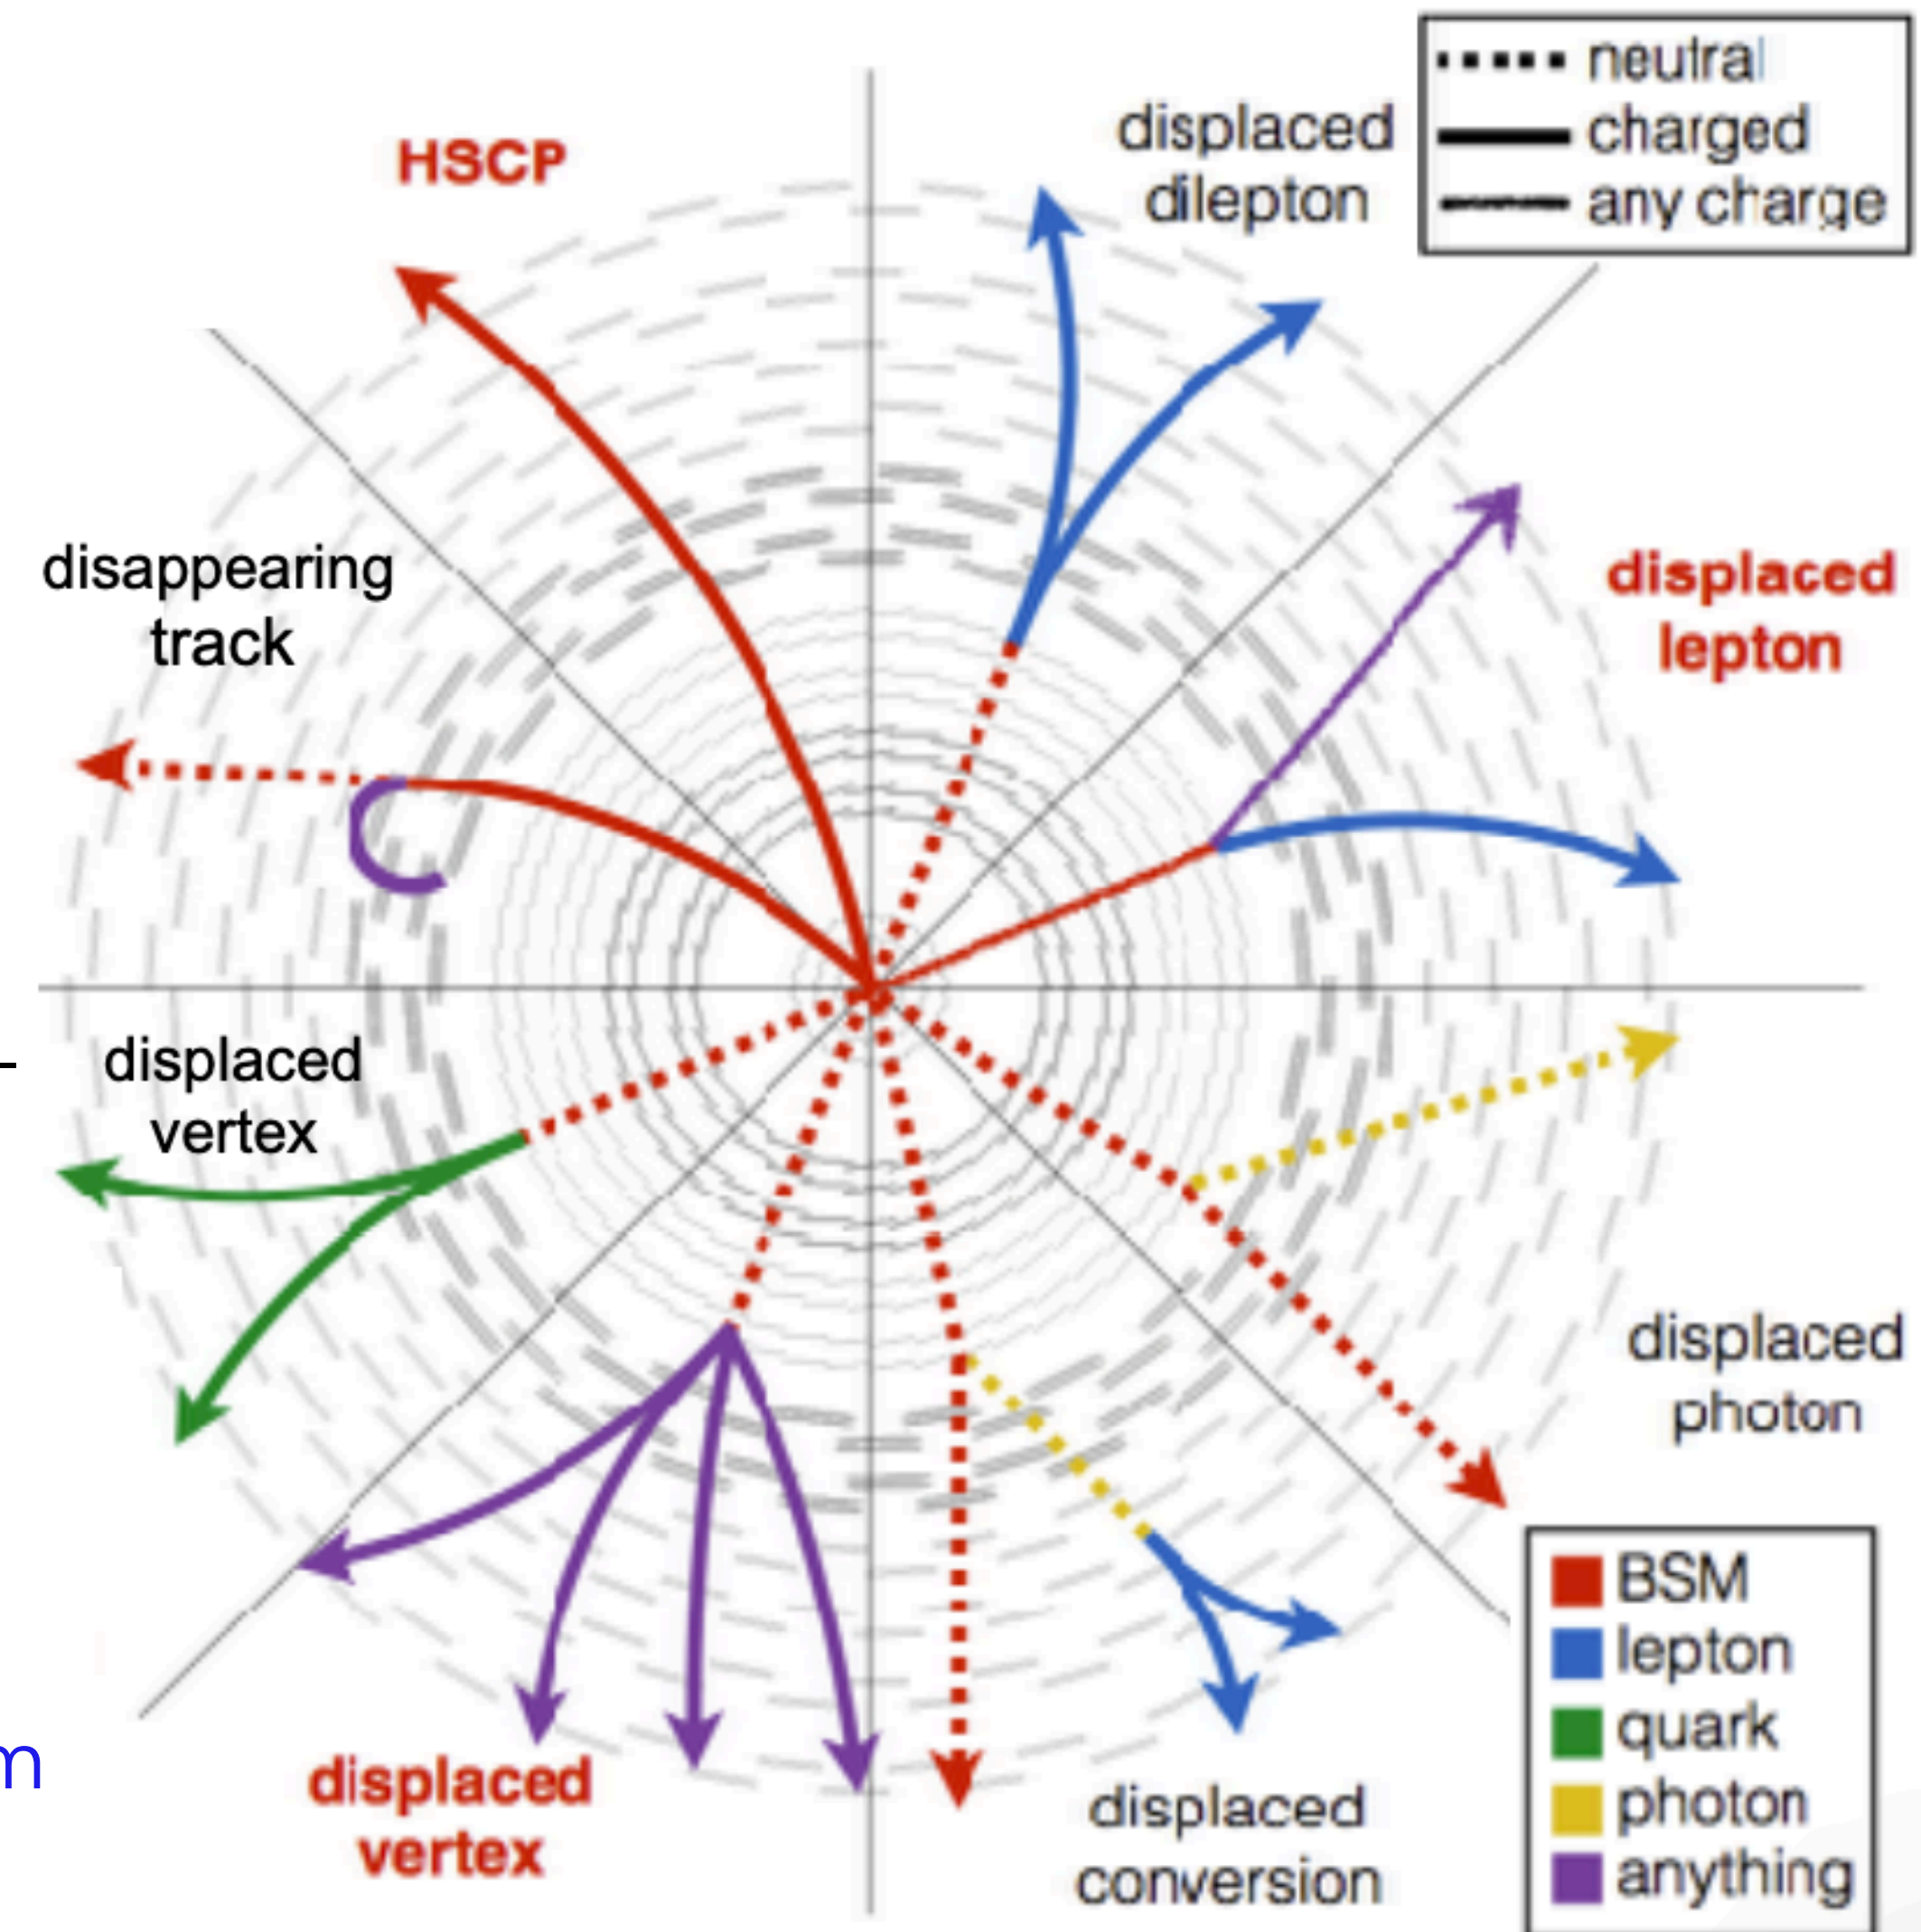 HSCP
displaced
dilepton
neutral
charged
any charge
disappearing
track
displaced
lepton
displaced
vertex
displaced
photon
displaced
vertex
displaced
conversion
BSM
lepton
quark
photon
anything
m